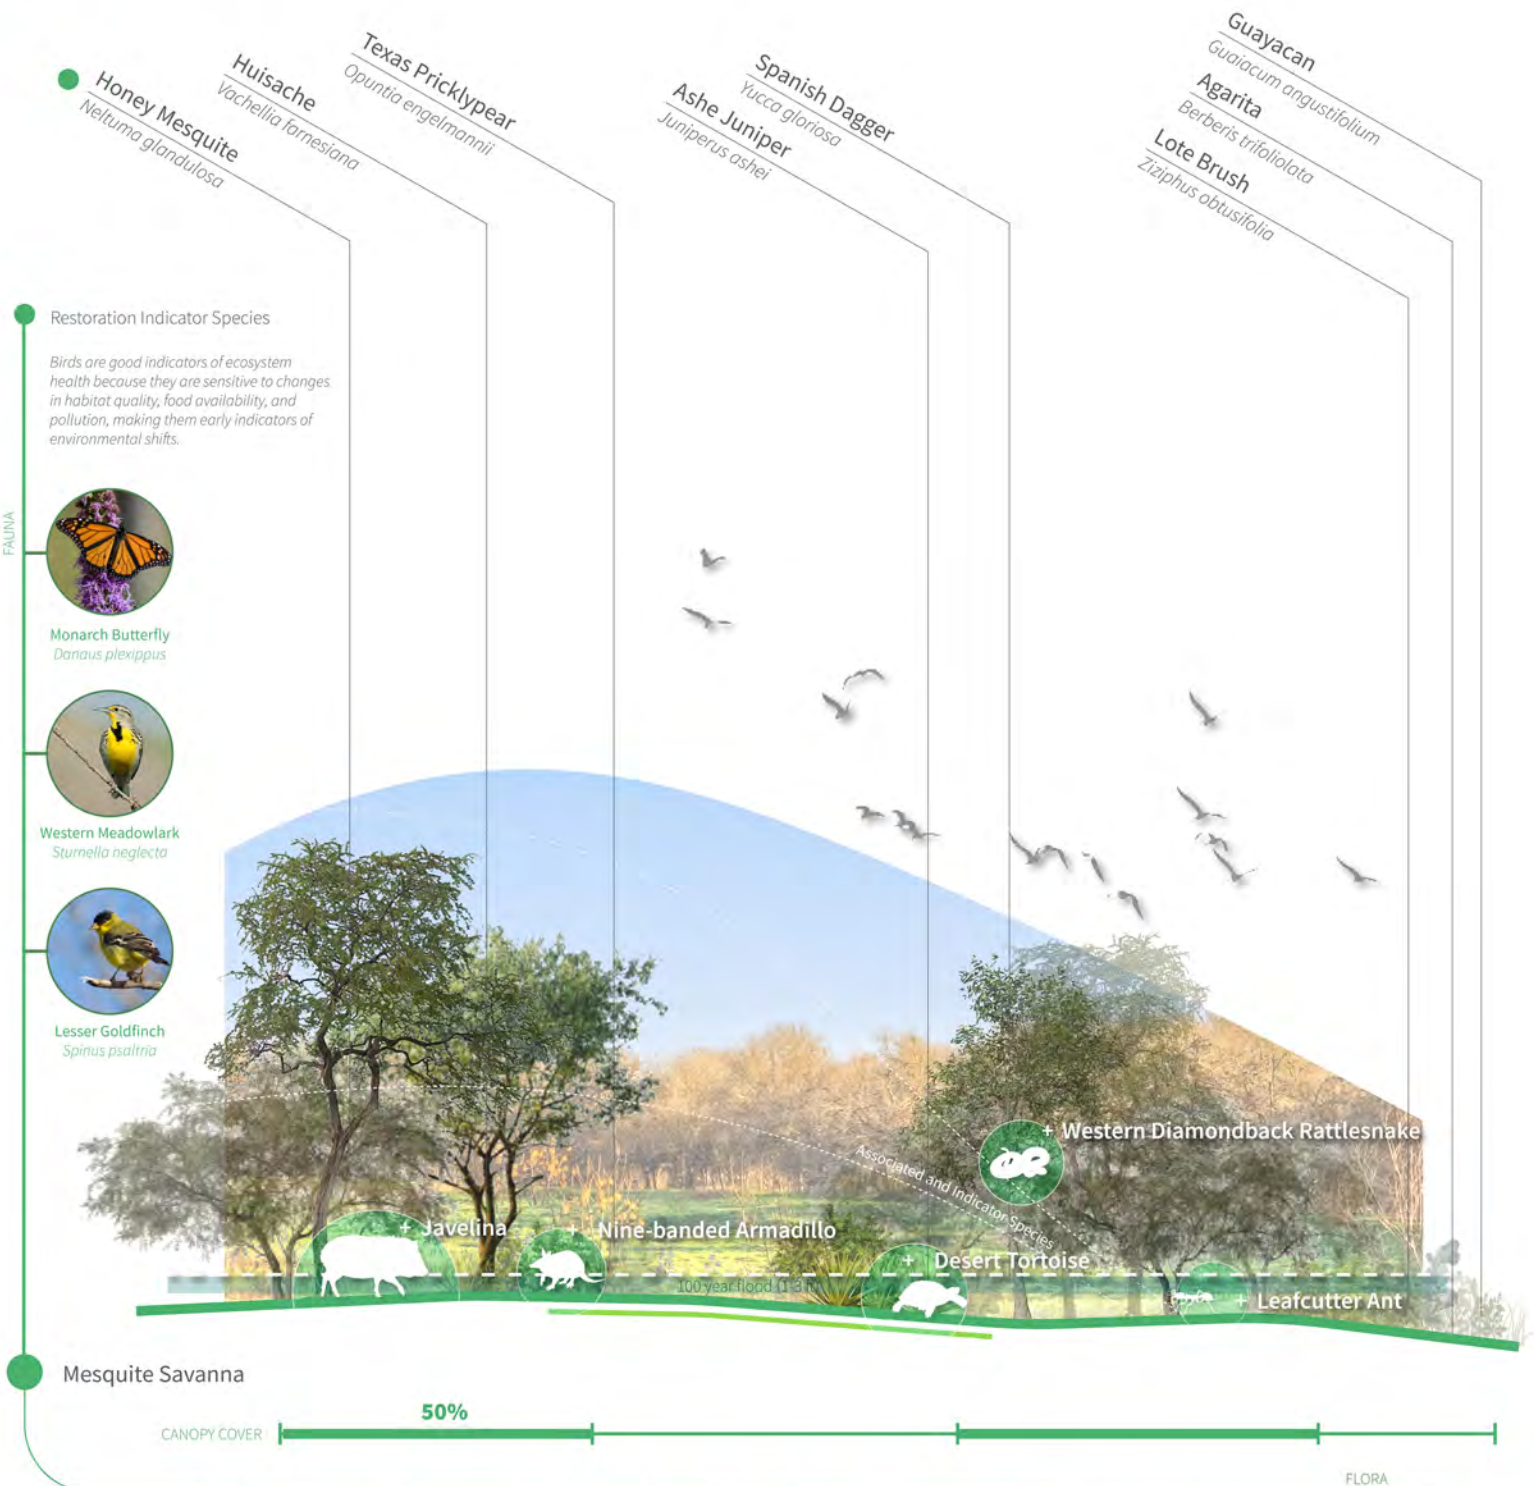 Honey Mesquite
Neltuma glandulosa
Huisache
Vachellia farnesiana
Texas Pricklypear
Opuntia engelmannii
Ashe Juniper
Juniperus ashei
Spanish Dagger
Yucca gloriosa
Guayacan
Guaiacum angustifolium
Agarita
Berberis trifoliolata
Lote Brush
Ziziphus obtusifolia
Restoration Indicator Species
Birds are good indicators of ecosystem
health because they are sensitive to changes
in habitat quality, food availability, and
pollution, making them early indicators of
environmental shifts.
FAUNA
Monarch Butterfly
Danaus plexippus
Western Meadowlark
Sturnella neglecta
Lesser Goldfinch
Spinus psaltria
+ Western Diamondback Rattlesnake
Associated and Indicator Species
+ Javelina
+ Nine-banded Armadillo
+ Desert Tortoise
100 year flood
+ Leafcutter Ant
Mesquite Savanna
50%
CANOPY COVER
FLORA